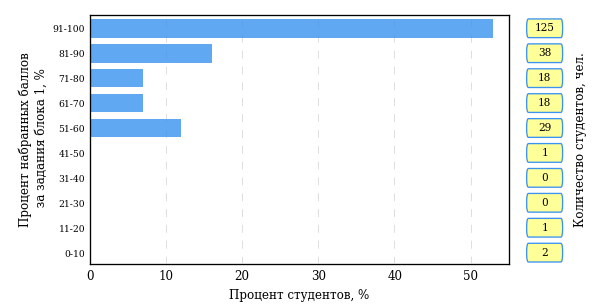 91-100 125
81-90 38
71-80 18
61-70 18
51-60 29
41-50 1
31-40 0
21-30 0
11-20 1
0-10 2
0 10 20 30 40 50
Процент студентов, %
Процент набранных баллов
за задания блока 1, %
Количество студентов, чел.